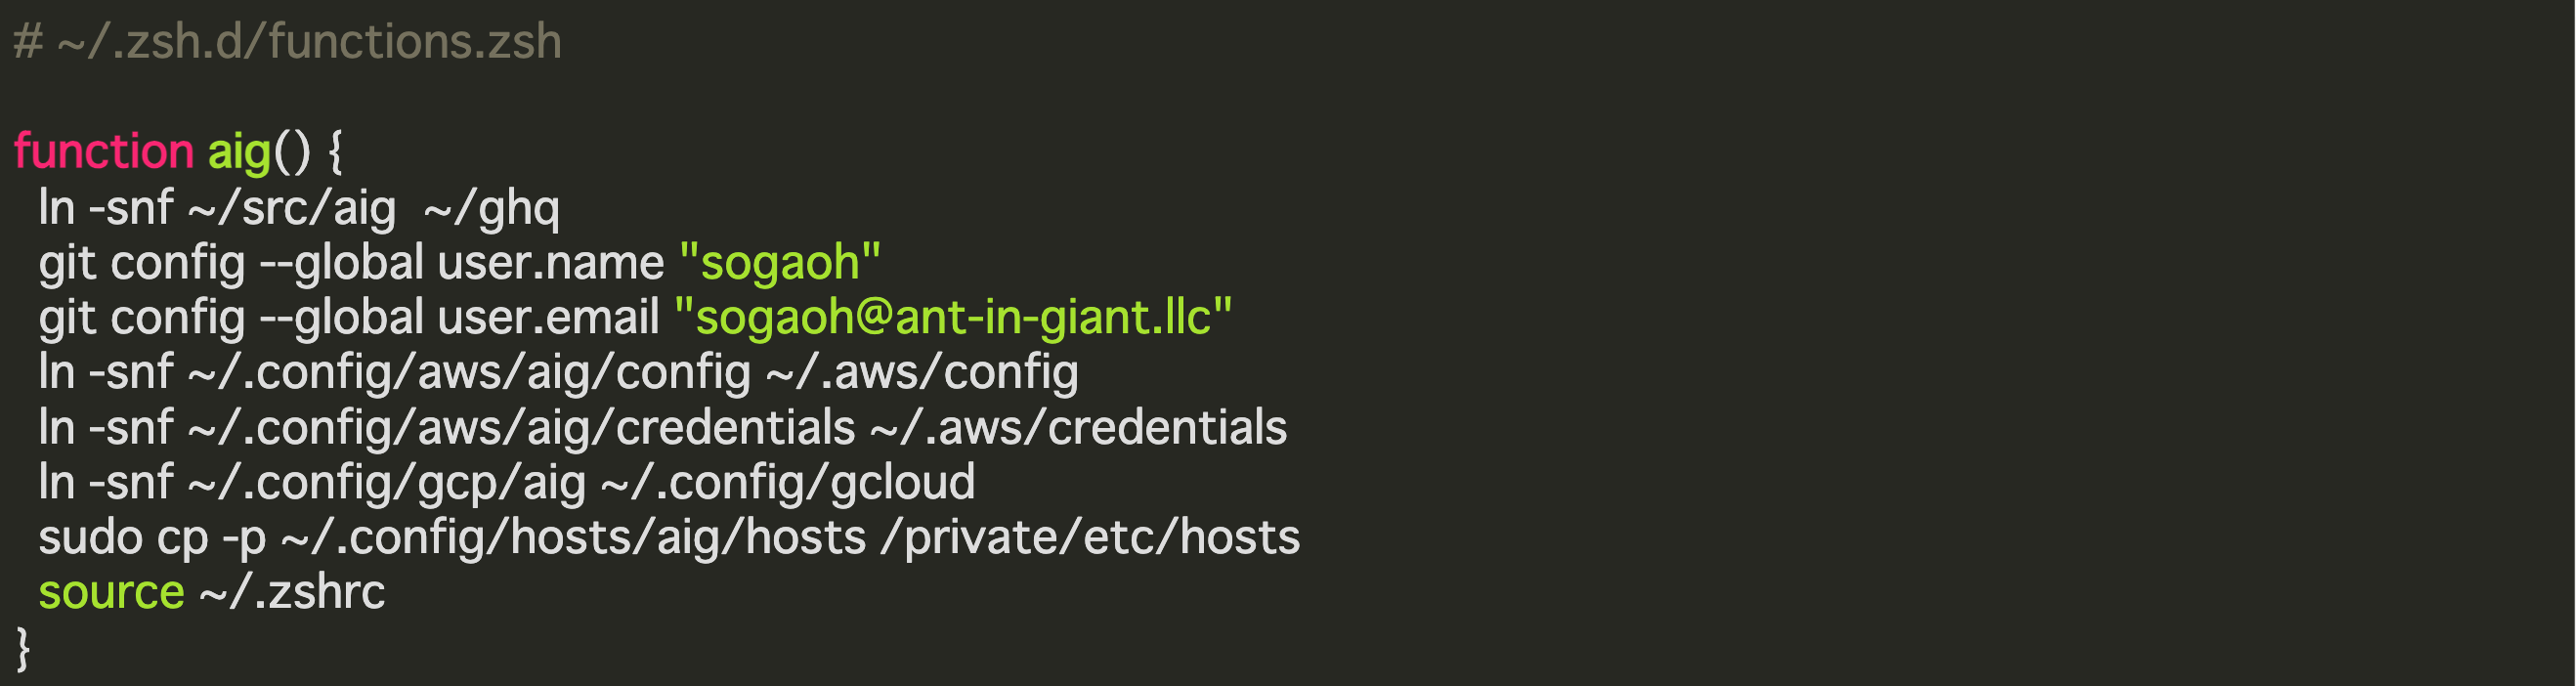 # ~/.zsh.d/functions.zsh
function aig() {
ln -snf ~/src/aig  ~/ghq
git config --global user.name "sogaoh"
git config --global user.email "sogaoh@ant-in-giant.llc"
ln -snf ~/.config/aws/aig/config ~/.aws/config
ln -snf ~/.config/aws/aig/credentials ~/.aws/credentials
ln -snf ~/.config/gcp/aig ~/.config/gcloud
sudo cp -p ~/.config/hosts/aig/hosts /private/etc/hosts
source ~/.zshrc
}